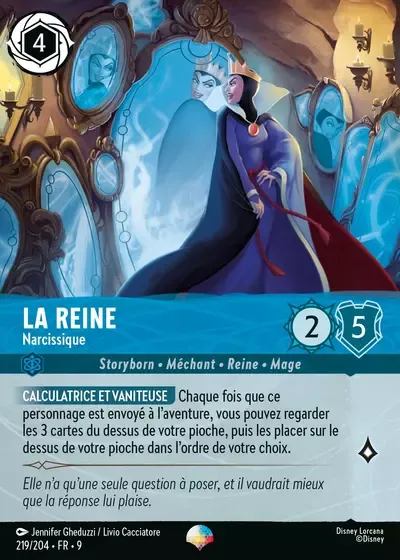 4
LA REINE
Narcissique
2
5
Storyborn • Méchant • Reine • Mage
CALCULATRICE ET VANITEUSE Chaque fois que ce
personnage est envoyé à l'aventure, vous pouvez regarder
les 3 cartes du dessus de votre pioche, puis les placer sur le
dessus de votre pioche dans l'ordre de votre choix.
Elle n'a qu'une seule question à poser, et il vaudrait mieux
que la réponse lui plaise.
Jennifer Gheduzzi / Livio Cacciatore
219/204 • FR • 9
Disney Lorcana
©Disney